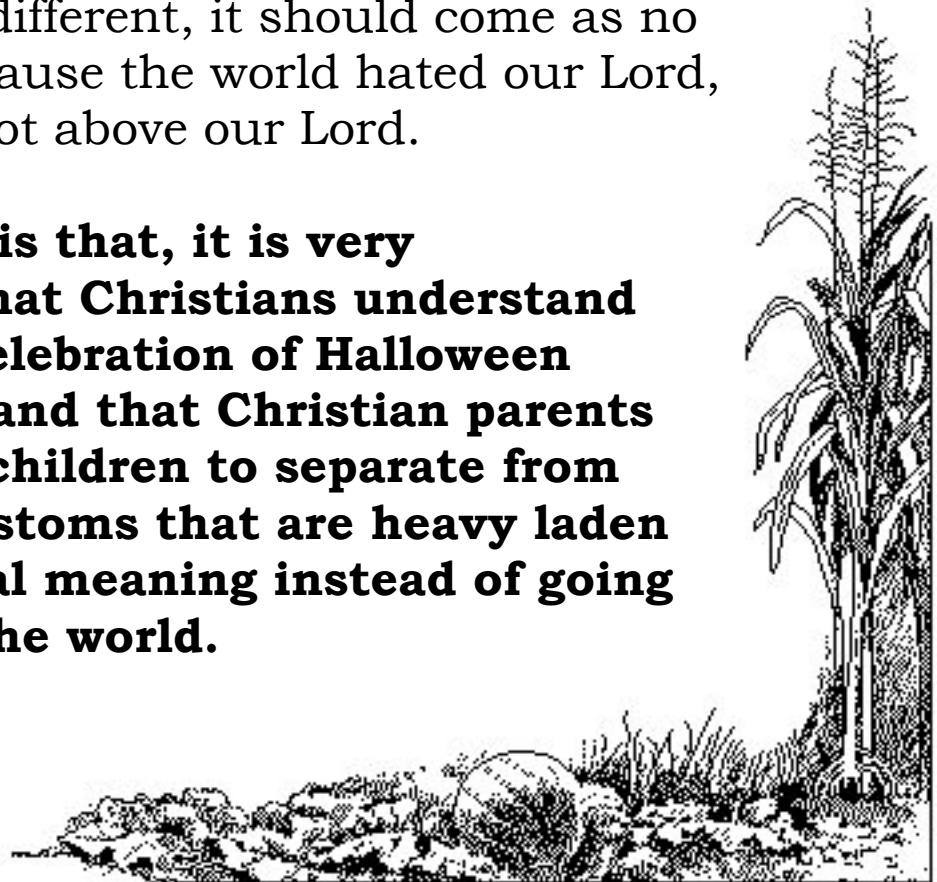 different, it should come as no
ause the world hated our Lord,
ot above our Lord.
is that, it is very
hat Christians understand
elebration of Halloween
and that Christian parents
children to separate from
stoms that are heavy laden
al meaning instead of going
he world.